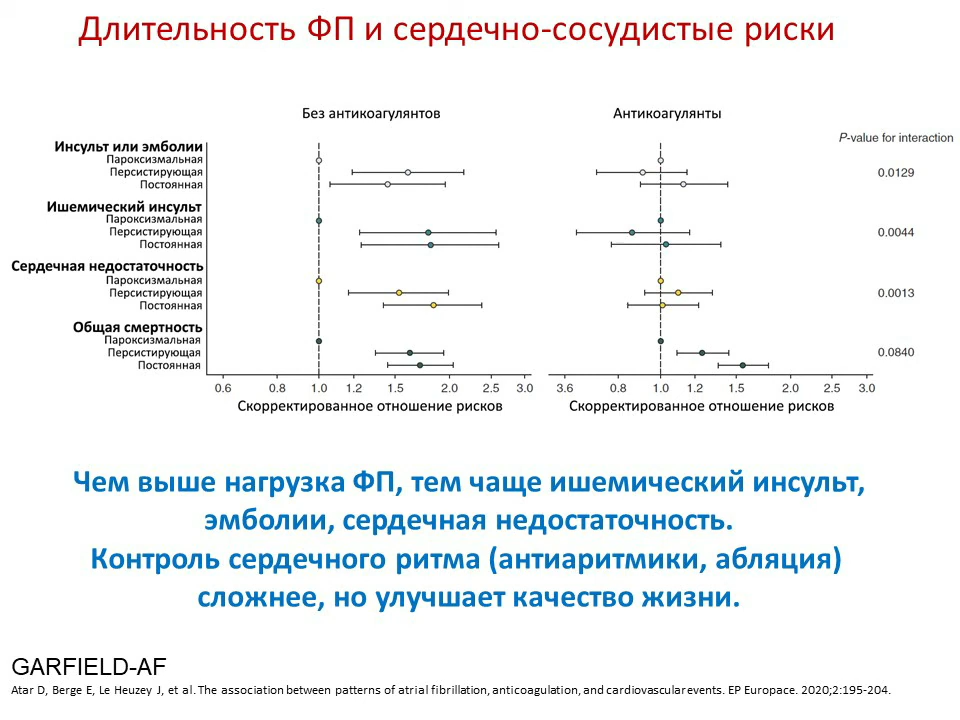 Длительность ФП и сердечно-сосудистые риски
Без антикоагулянтов
Антикоагулянты
P-value for interaction
Инсульт или эмболии
Пароксизмальная
Персистирующая
Постоянная
0.0129
Ишемический инсульт
Пароксизмальная
Персистирующая
Постоянная
0.0044
Сердечная недостаточность
Пароксизмальная
Персистирующая
Постоянная
0.0013
Общая смертность
Пароксизмальная
Персистирующая
Постоянная
0.0840
0.6 0.8 1.0 1.2 1.5 2.0 2.5 3.0
3.6 0.8 1.0 1.2 1.5 2.0 2.5 3.0
Скорректированное отношение рисков
Скорректированное отношение рисков
Чем выше нагрузка ФП, тем чаще ишемический инсульт,
эмболии, сердечная недостаточность.
Контроль сердечного ритма (антиаритмики, абляция)
сложнее, но улучшает качество жизни.
GARFIELD-AF
Atar D, Berge E, Le Heuzey J, et al. The association between patterns of atrial fibrillation, anticoagulation, and cardiovascular events. EP Europace. 2020;2:195-204.